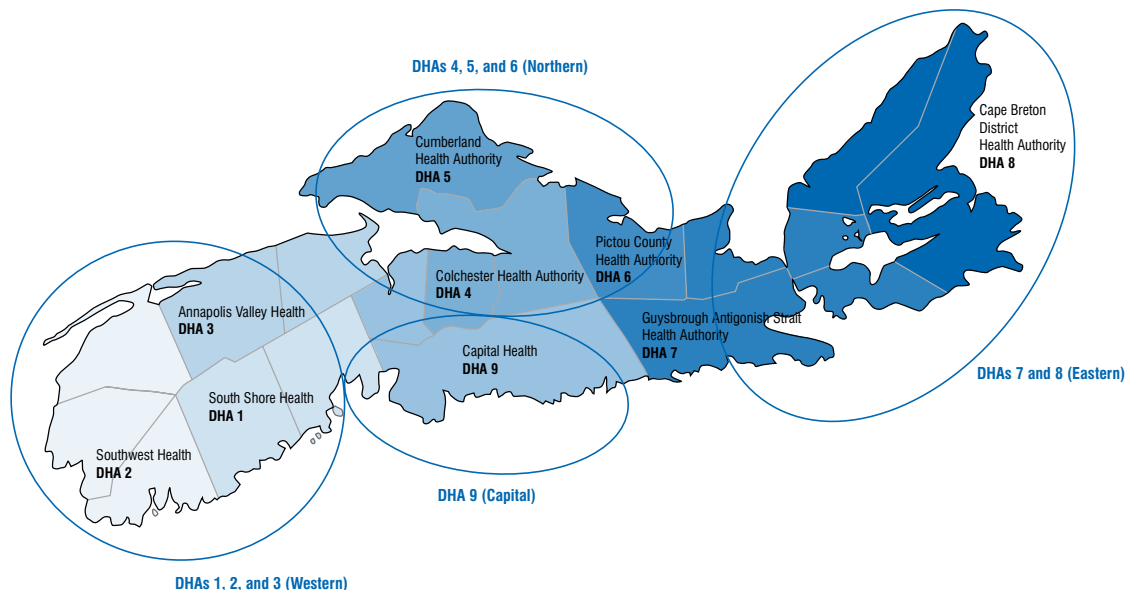 DHAs 4, 5, and 6 (Northern)
Cape Breton
District
Health Authority
DHA 8
Cumberland
Health Authority
DHA 5
Pictou County
Health Authority
DHA 6
Colchester Health Authority
DHA 4
Annapolis Valley Health
DHA 3
Guysbrough Antigonish Strait
Health Authority
DHA 7
Capital Health
DHA 9
DHAs 7 and 8 (Eastern)
South Shore Health
DHA 1
Southwest Health
DHA 2
DHA 9 (Capital)
DHAs 1, 2, and 3 (Western)